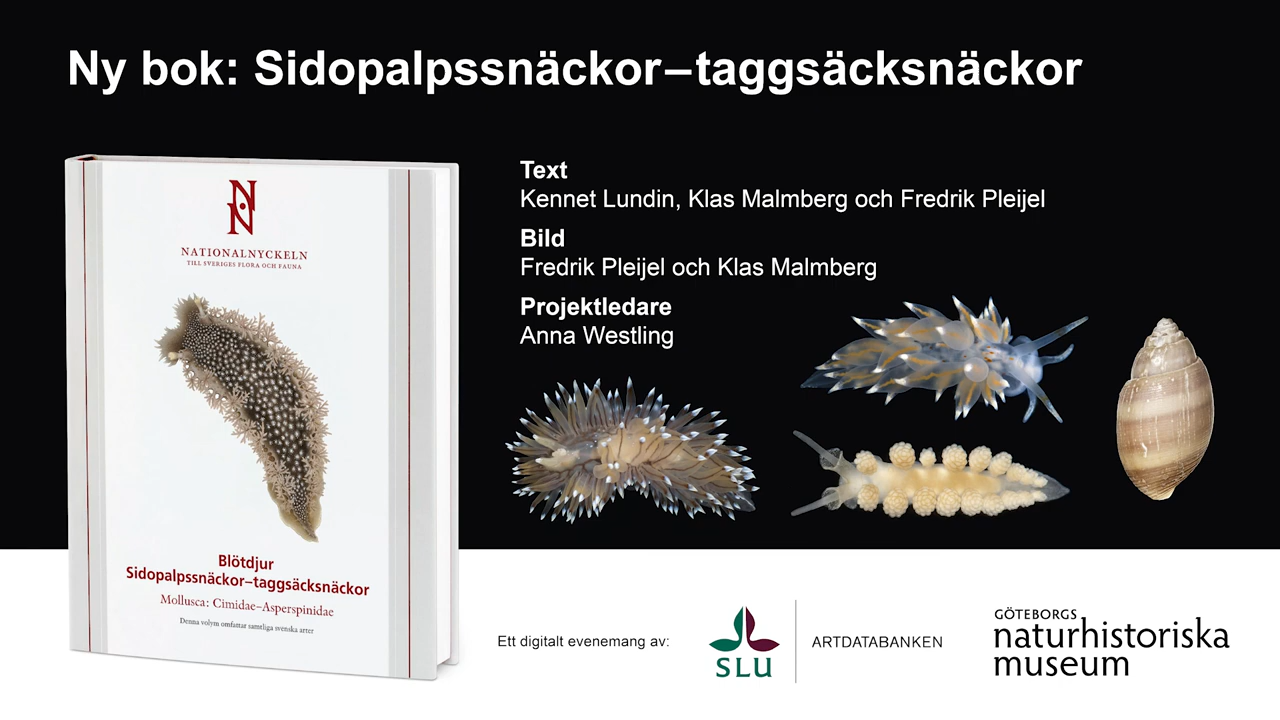 Ny bok: Sidopalpssnäckor–taggsäcksnäckor
NATIONALNYCKELN
TILL SVERIGES FLORA OCH FAUNA
Blötdjur
Sidopalpssnäckor–taggsäcksnäckor
Mollusca: Cimidae–Asperspinidae
Denna volym omfattar samtliga svenska arter
Text
Kennet Lundin, Klas Malmberg och Fredrik Pleijel
Bild
Fredrik Pleijel och Klas Malmberg
Projektledare
Anna Westling
Ett digitalt evenemang av:
SLU
ARTDATABANKEN
GÖTEBORGS
naturhistoriska
museum